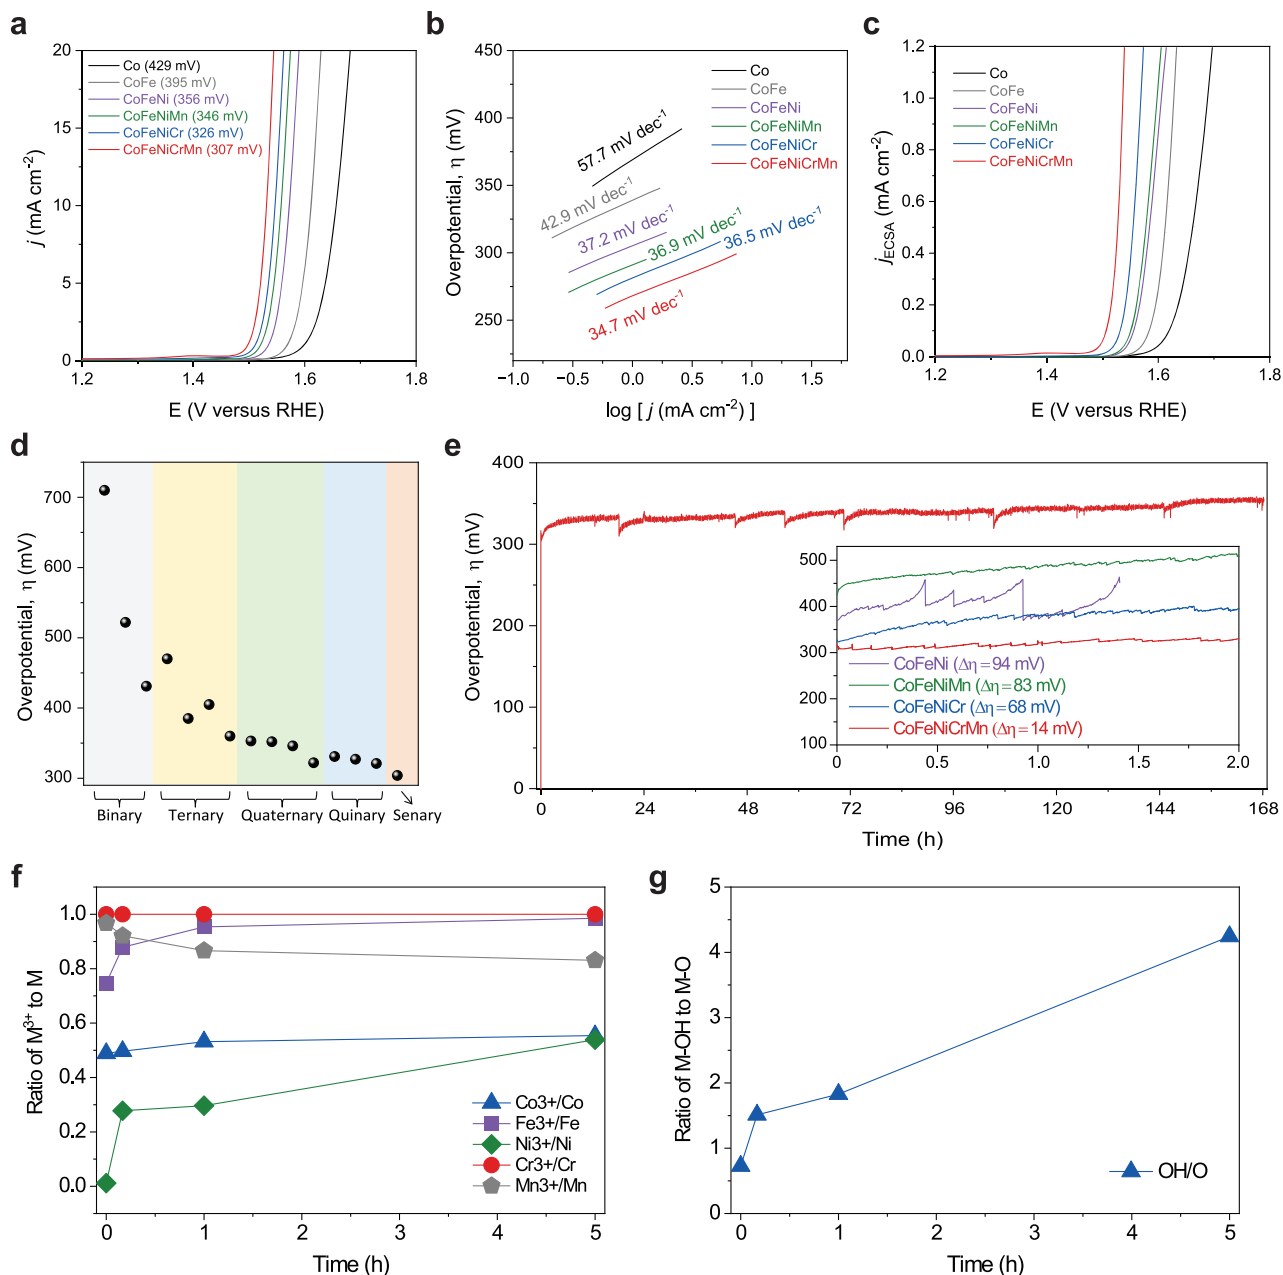 a
20
15
10
5
0
1.2
1.4
1.6
1.8
j (mA cm⁻²)
E (V versus RHE)
Co (429 mV)
CoFe (395 mV)
CoFeNi (356 mV)
CoFeNiMn (346 mV)
CoFeNiCr (326 mV)
CoFeNiCrMn (307 mV)
b
450
400
350
300
250
−1.0
−0.5
0.0
0.5
1.0
1.5
Overpotential, η (mV)
log [ j (mA cm⁻²) ]
Co
CoFe
CoFeNi
CoFeNiMn
CoFeNiCr
CoFeNiCrMn
57.7 mV dec⁻¹
42.9 mV dec⁻¹
37.2 mV dec⁻¹
36.9 mV dec⁻¹
36.5 mV dec⁻¹
34.7 mV dec⁻¹
c
1.2
1.0
0.8
0.6
0.4
0.2
0.0
1.2
1.4
1.6
1.8
jECSA (mA cm⁻²)
E (V versus RHE)
Co
CoFe
CoFeNi
CoFeNiMn
CoFeNiCr
CoFeNiCrMn
d
700
600
500
400
300
Overpotential, η (mV)
Binary
Ternary
Quaternary
Quinary
Senary
e
400
300
200
100
0
0
24
48
72
96
120
144
168
Overpotential, η (mV)
Time (h)
500
400
300
200
100
0.0
0.5
1.0
1.5
2.0
CoFeNi (Δη = 94 mV)
CoFeNiMn (Δη = 83 mV)
CoFeNiCr (Δη = 68 mV)
CoFeNiCrMn (Δη = 14 mV)
f
1.0
0.8
0.6
0.4
0.2
0.0
0
1
2
3
4
5
Ratio of M³⁺ to M
Time (h)
Co3+/Co
Fe3+/Fe
Ni3+/Ni
Cr3+/Cr
Mn3+/Mn
g
5
4
3
2
1
0
0
1
2
3
4
5
Ratio of M-OH to M-O
Time (h)
OH/O